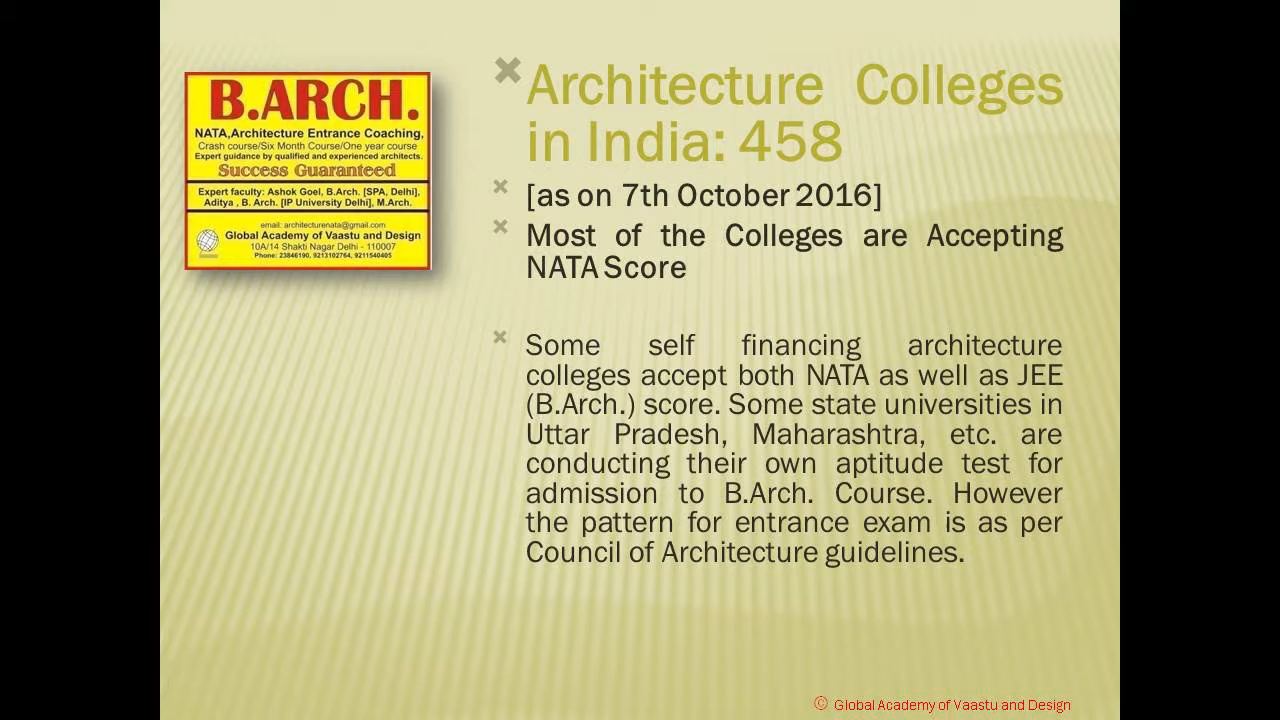 B.ARCH.
NATA,Architecture Entrance Coaching,
Crash course/Six Month Course/One year course
Expert guidance by qualified and experienced architects.
Success Guaranteed
Expert faculty: Ashok Goel, B.Arch. [SPA, Delhi],
Aditya , B. Arch. [IP University Delhi], M.Arch.
email: architecturenata@gmail.com
Global Academy of Vaastu and Design
10A/14 Shakti Nagar Delhi - 110007
Phone: 23846190, 9213102764, 9211540405
Architecture Colleges
in India: 458
[as on 7th October 2016]
Most of the Colleges are Accepting
NATA Score
Some self financing architecture
colleges accept both NATA as well as JEE
(B.Arch.) score. Some state universities in
Uttar Pradesh, Maharashtra, etc. are
conducting their own aptitude test for
admission to B.Arch. Course. However
the pattern for entrance exam is as per
Council of Architecture guidelines.
© Global Academy of Vaastu and Design